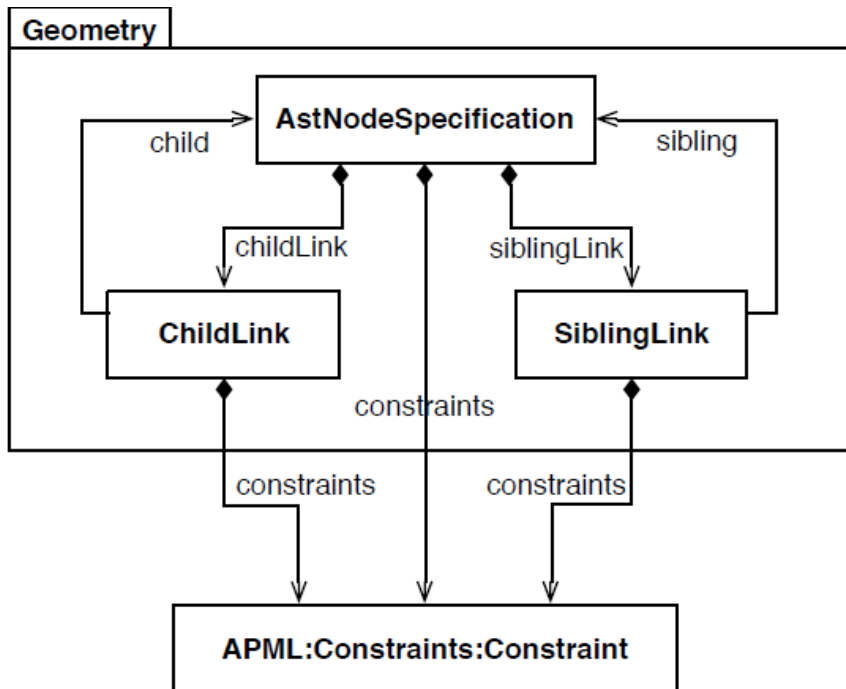 Geometry
AstNodeSpecification
child
sibling
childLink
siblingLink
ChildLink
SiblingLink
constraints
constraints
constraints
APML:Constraints:Constraint